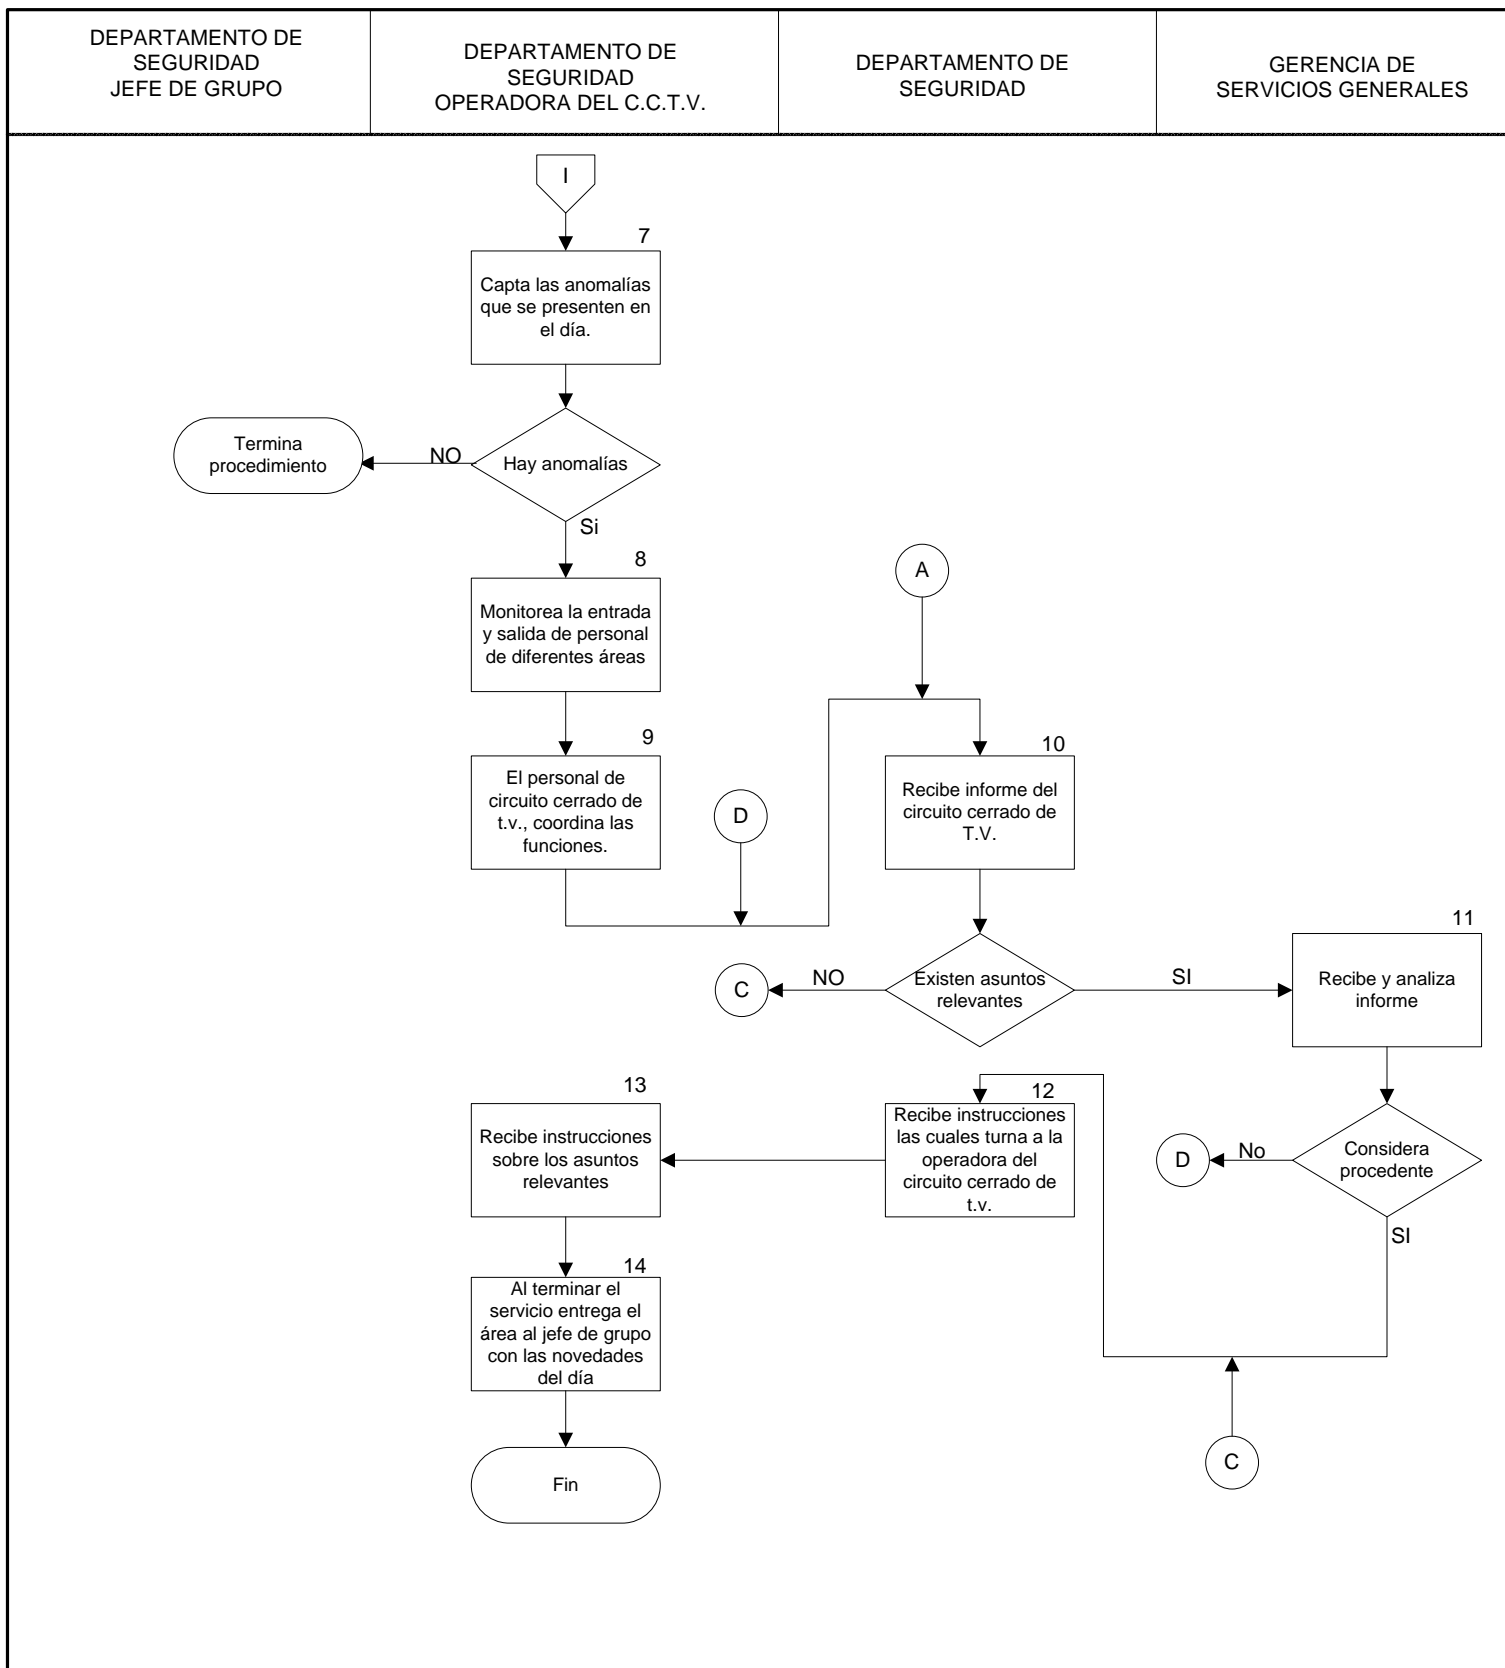 DEPARTAMENTO DE
SEGURIDAD
JEFE DE GRUPO
DEPARTAMENTO DE
SEGURIDAD
OPERADORA DEL C.C.T.V.
DEPARTAMENTO DE
SEGURIDAD
GERENCIA DE
SERVICIOS GENERALES
I
7
Capta las anomalías
que se presenten en
el día.
Hay anomalías
NO
Termina
procedimiento
Si
8
Monitorea la entrada
y salida de personal
de diferentes áreas
9
El personal de
circuito cerrado de
t.v., coordina las
funciones.
D
A
10
Recibe informe del
circuito cerrado de
T.V.
Existen asuntos
relevantes
NO
C
SI
11
Recibe y analiza
informe
Considera
procedente
No
D
SI
C
12
Recibe instrucciones
las cuales turna a la
operadora del
circuito cerrado de
t.v.
13
Recibe instrucciones
sobre los asuntos
relevantes
14
Al terminar el
servicio entrega el
área al jefe de grupo
con las novedades
del día
Fin